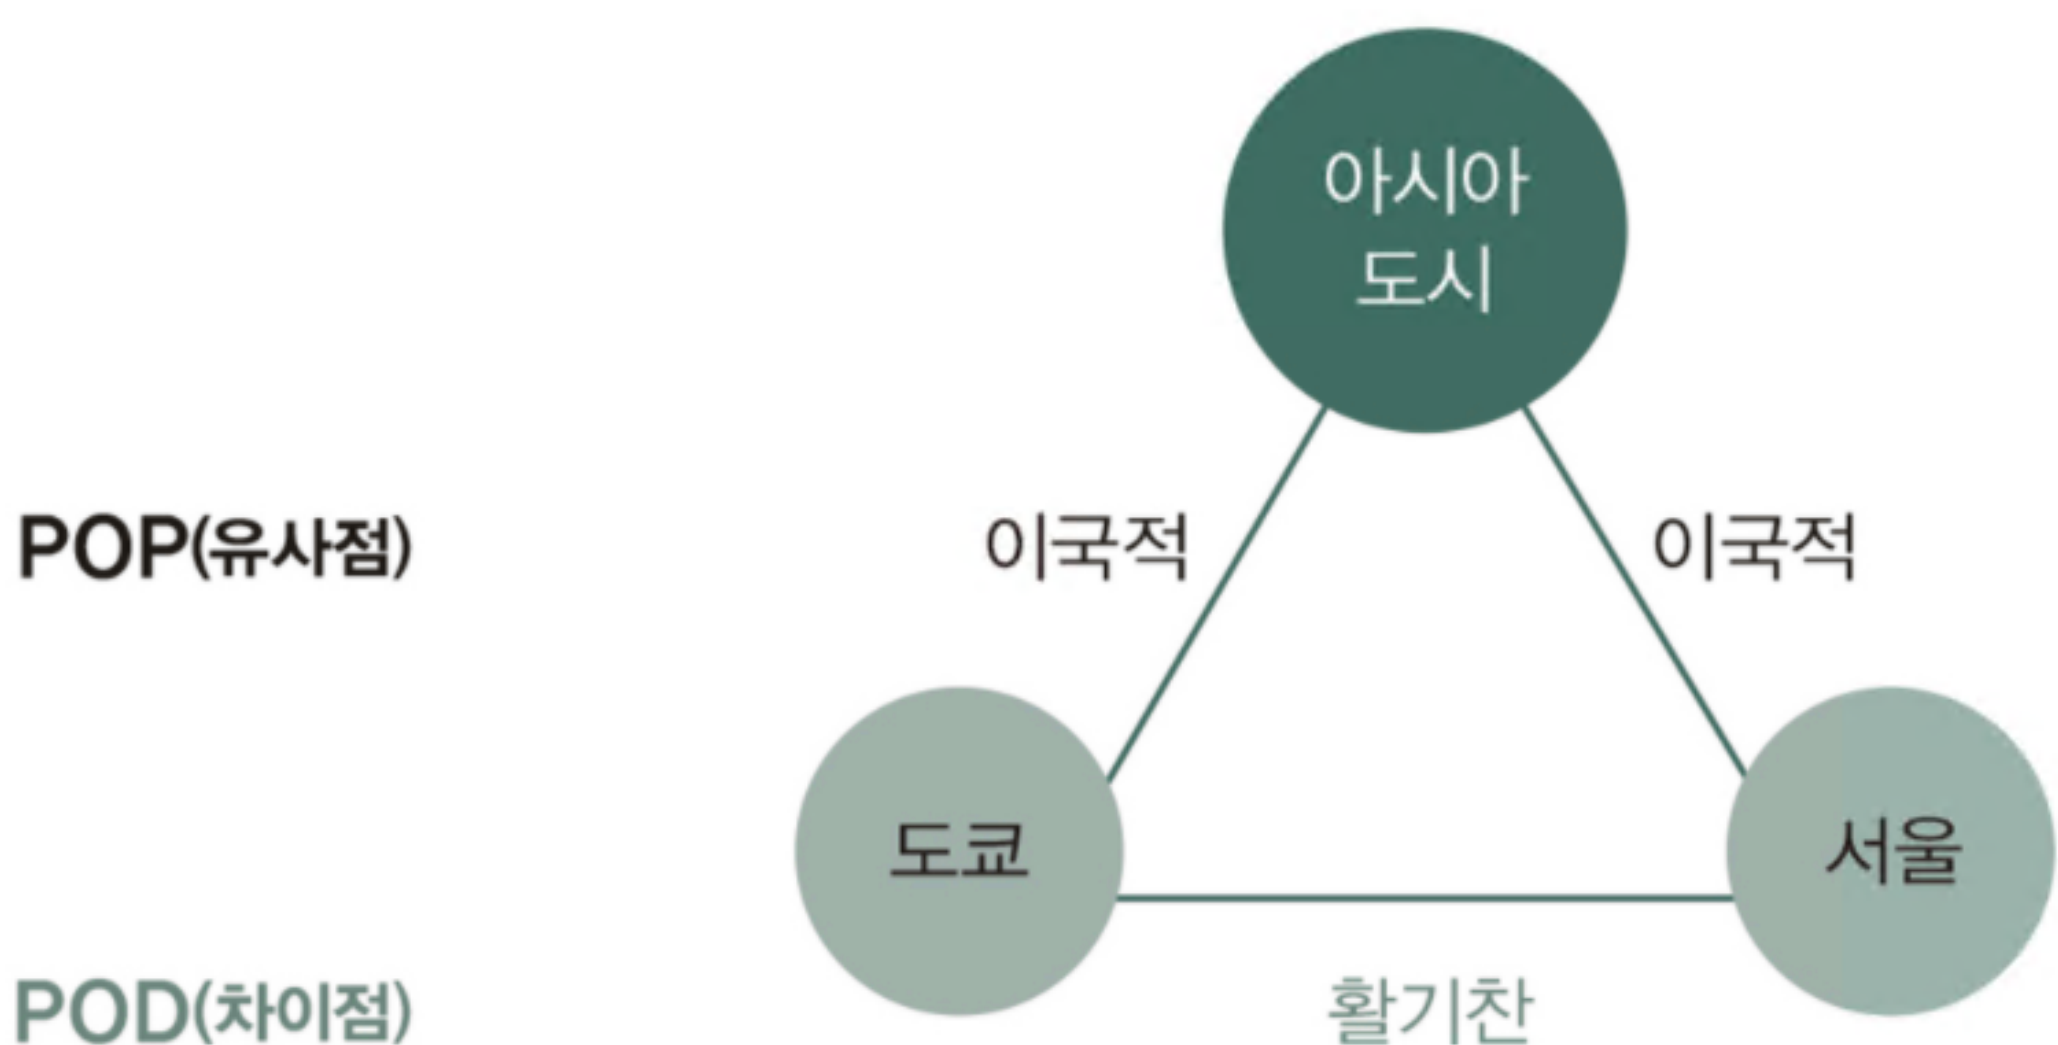 아시아
도시
POP(유사점)
이국적
이국적
도쿄
서울
POD(차이점)
활기찬